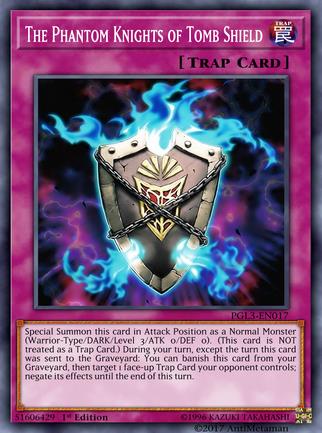 The Phantom Knights of Tomb Shield
TRAP
罠
[Trap Card]
PGL3-EN017
Special Summon this card in Attack Position as a Normal Monster
(Warrior-Type/DARK/Level 3/ATK 0/DEF 0). (This card is NOT
treated as a Trap Card.) During your turn, except the turn this card
was sent to the Graveyard: You can banish this card from your
Graveyard, then target 1 face-up Trap Card your opponent controls;
negate its effects until the end of this turn.
51606429 1st Edition ©1996 KAZUKI TAKAHASHI
©2017 AntiMetaman